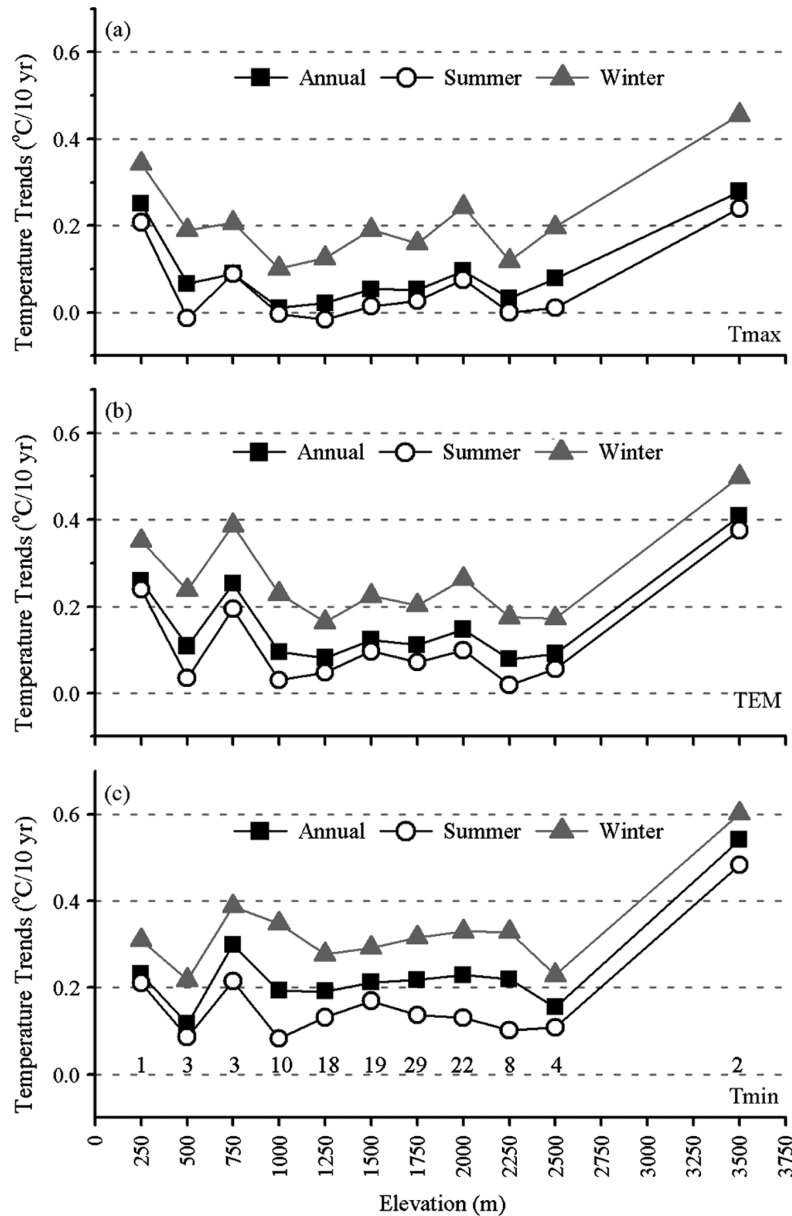 (a)
Annual Summer Winter
Temperature Trends (°C/10 yr)
0.6
0.4
0.2
0.0
Tmax
(b)
Annual Summer Winter
Temperature Trends (°C/10 yr)
0.6
0.4
0.2
0.0
TEM
(c)
Annual Summer Winter
Temperature Trends (°C/10 yr)
0.6
0.4
0.2
0.0
1 3 3 10 18 19 29 22 8 4 2
Tmin
0 250 500 750 1000 1250 1500 1750 2000 2250 2500 2750 3000 3250 3500 3750
Elevation (m)